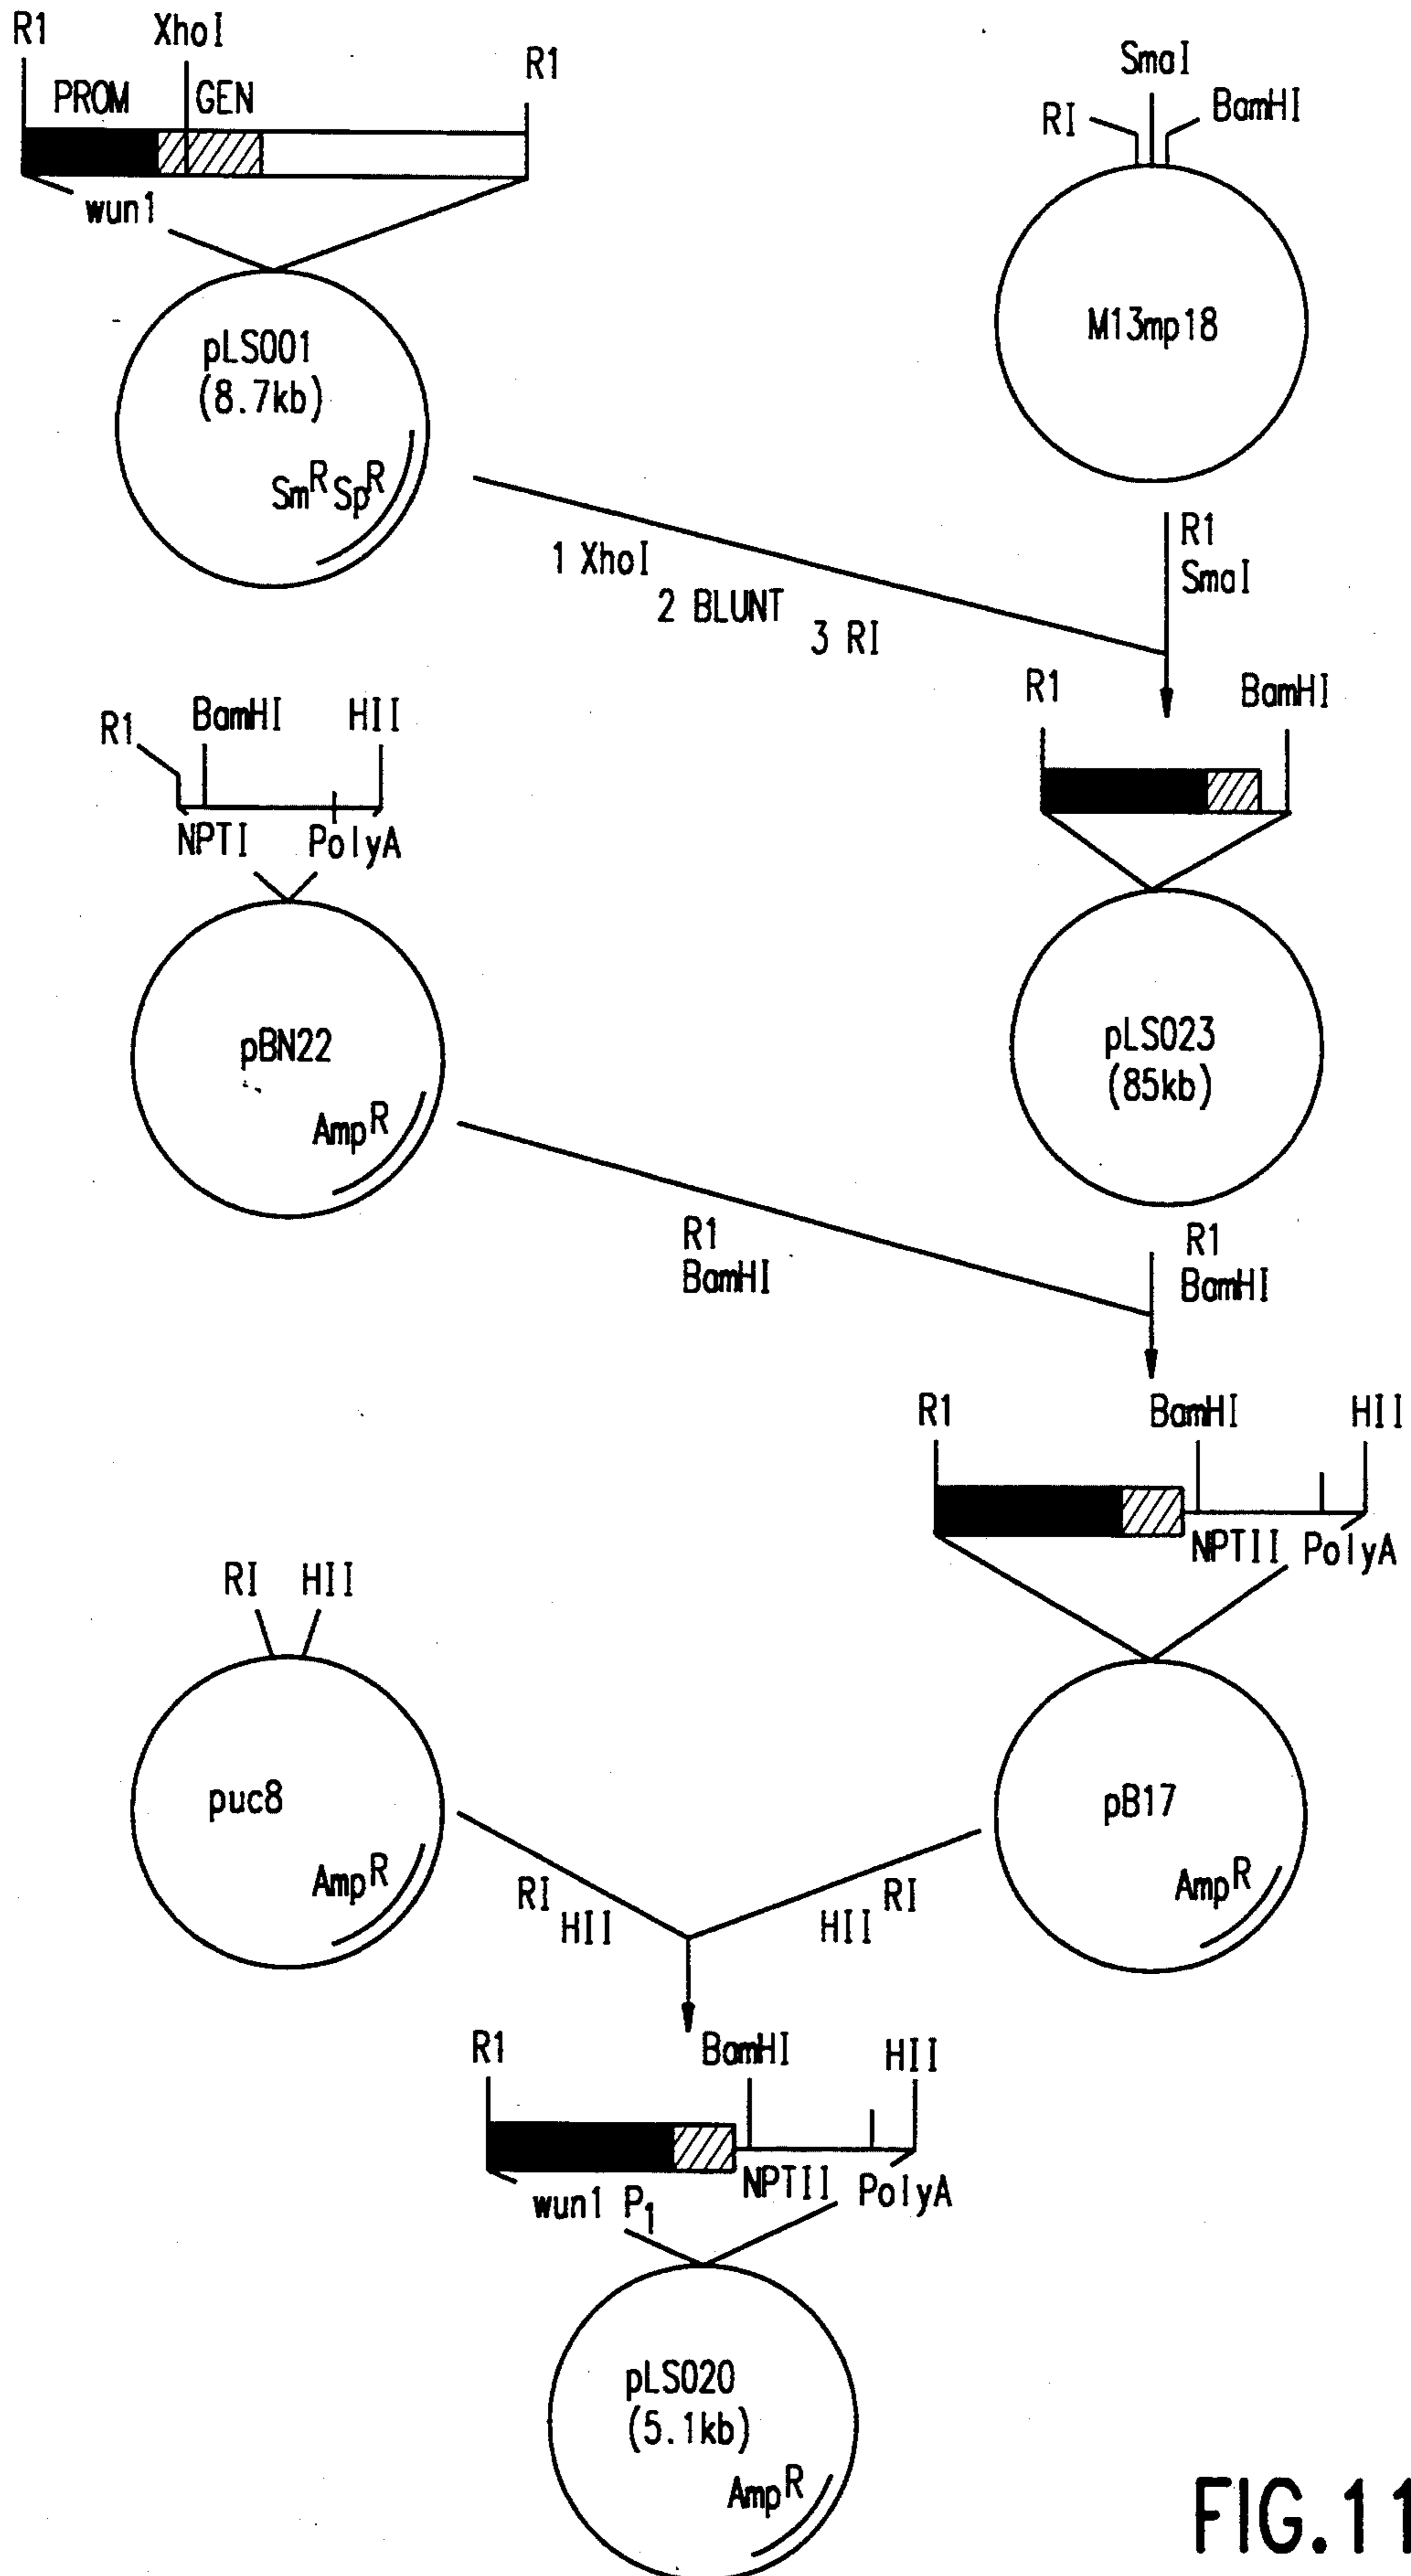 R1 XhoI R1
PROM GEN
wun1
pLS001
(8.7kb)
Sm^R Sp^R
SmaI
RI BamHI
M13mp18
1 XhoI
2 BLUNT
3 RI
R1
SmaI
R1 BamHI HII
NPTI PolyA
pBN22
Amp^R
R1 BamHI
pLS023
(85kb)
R1
BamHI
R1
BamHI
R1 BamHI HII
NPTII PolyA
pB17
Amp^R
RI HII
puc8
Amp^R
RI
HII
RI
HII
R1 BamHI HII
wun1 P₁ NPTII PolyA
pLS020
(5.1kb)
Amp^R
FIG.11